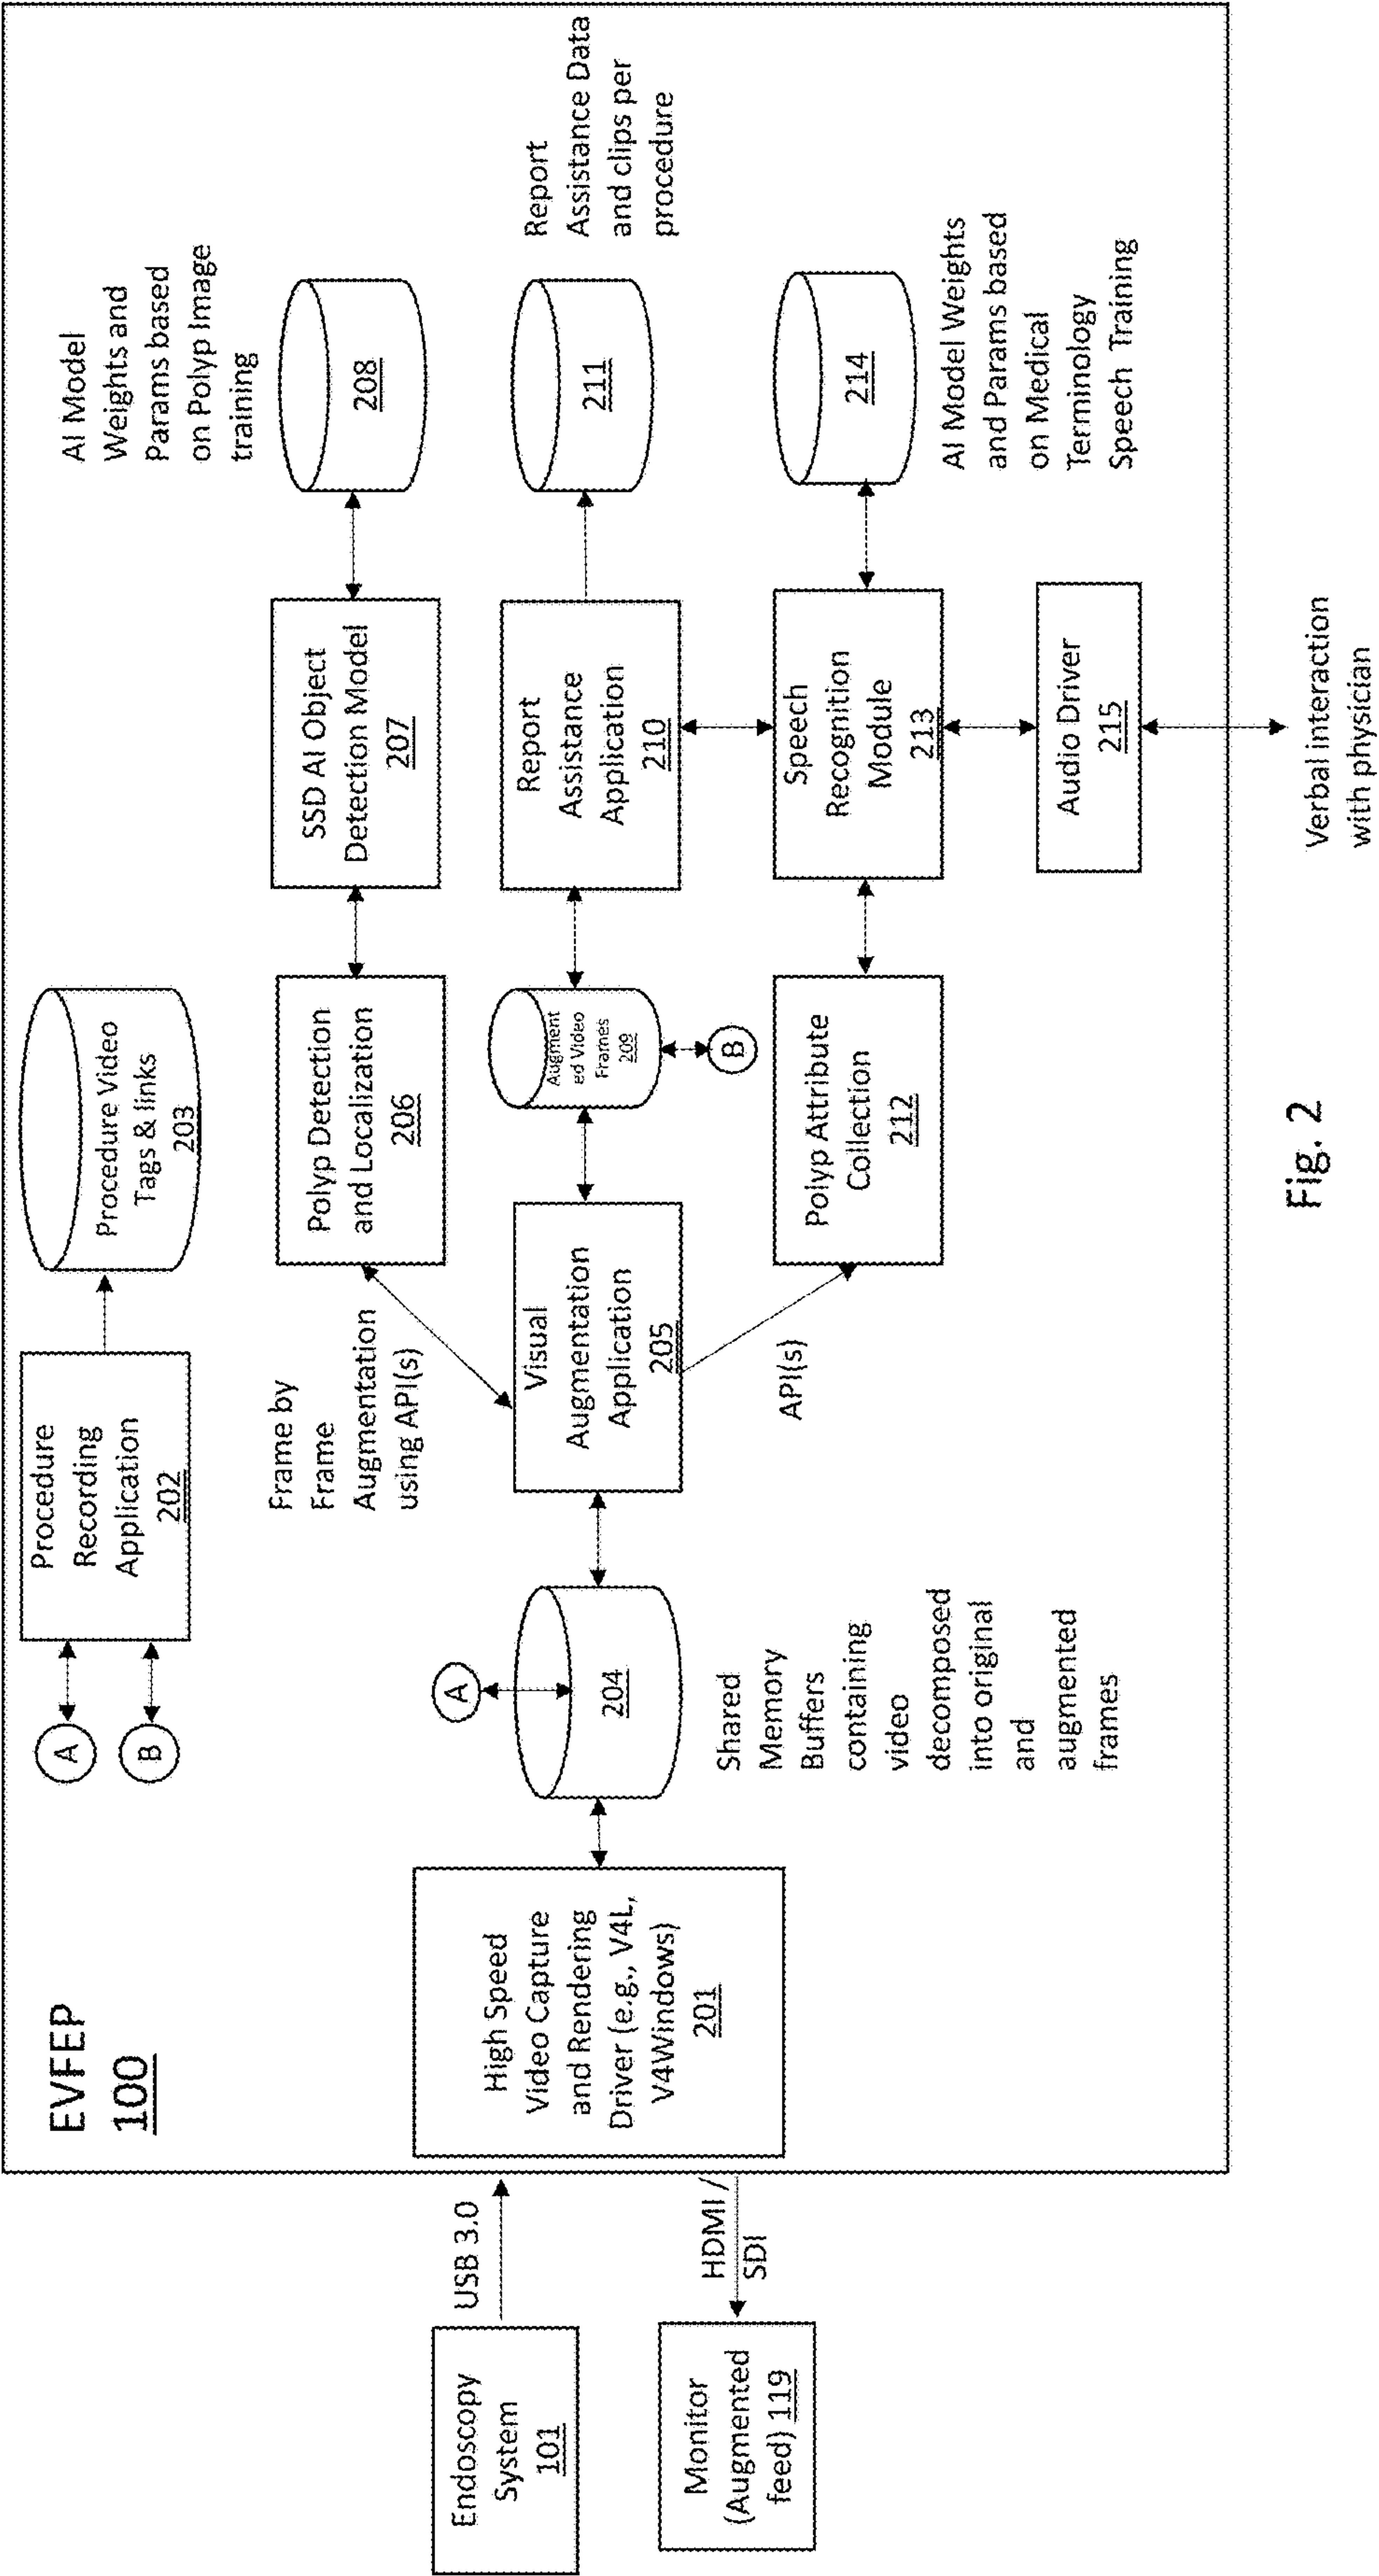 EVFEP
100
Endoscopy
System
101
USB 3.0
Monitor
(Augmented
feed) 119
HDMI /
SDI
High Speed
Video Capture
and Rendering
Driver (e.g., V4L,
V4Windows)
201
A
B
Procedure
Recording
Application
202
Procedure Video
Tags & links
203
A
204
Shared
Memory
Buffers
containing
video
decomposed
into original
and
augmented
frames
Frame by
Frame
Augmentation
using API(s)
Visual
Augmentation
Application
205
API(s)
Polyp Detection
and Localization
206
Augment
ed Video
Frames
209
B
Polyp Attribute
Collection
212
SSD AI Object
Detection Model
207
Report
Assistance
Application
210
Speech
Recognition
Module
213
Audio Driver
215
Verbal interaction
with physician
AI Model
Weights and
Params based
on Polyp Image
training
208
Report
Assistance Data
and clips per
procedure
211
214
AI Model Weights
and Params based
on Medical
Terminology
Speech Training
Fig. 2